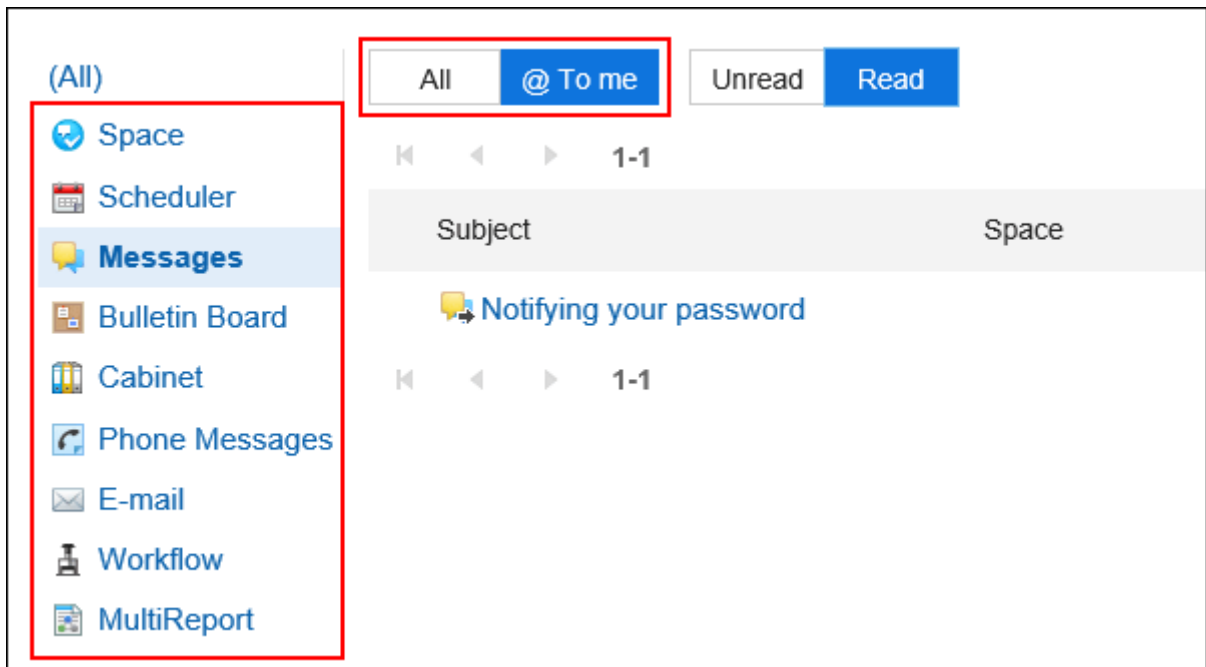 (All)
Space
Scheduler
Messages
Bulletin Board
Cabinet
Phone Messages
E-mail
Workflow
MultiReport
All @ To me Unread Read
1-1
Subject Space
Notifying your password
1-1